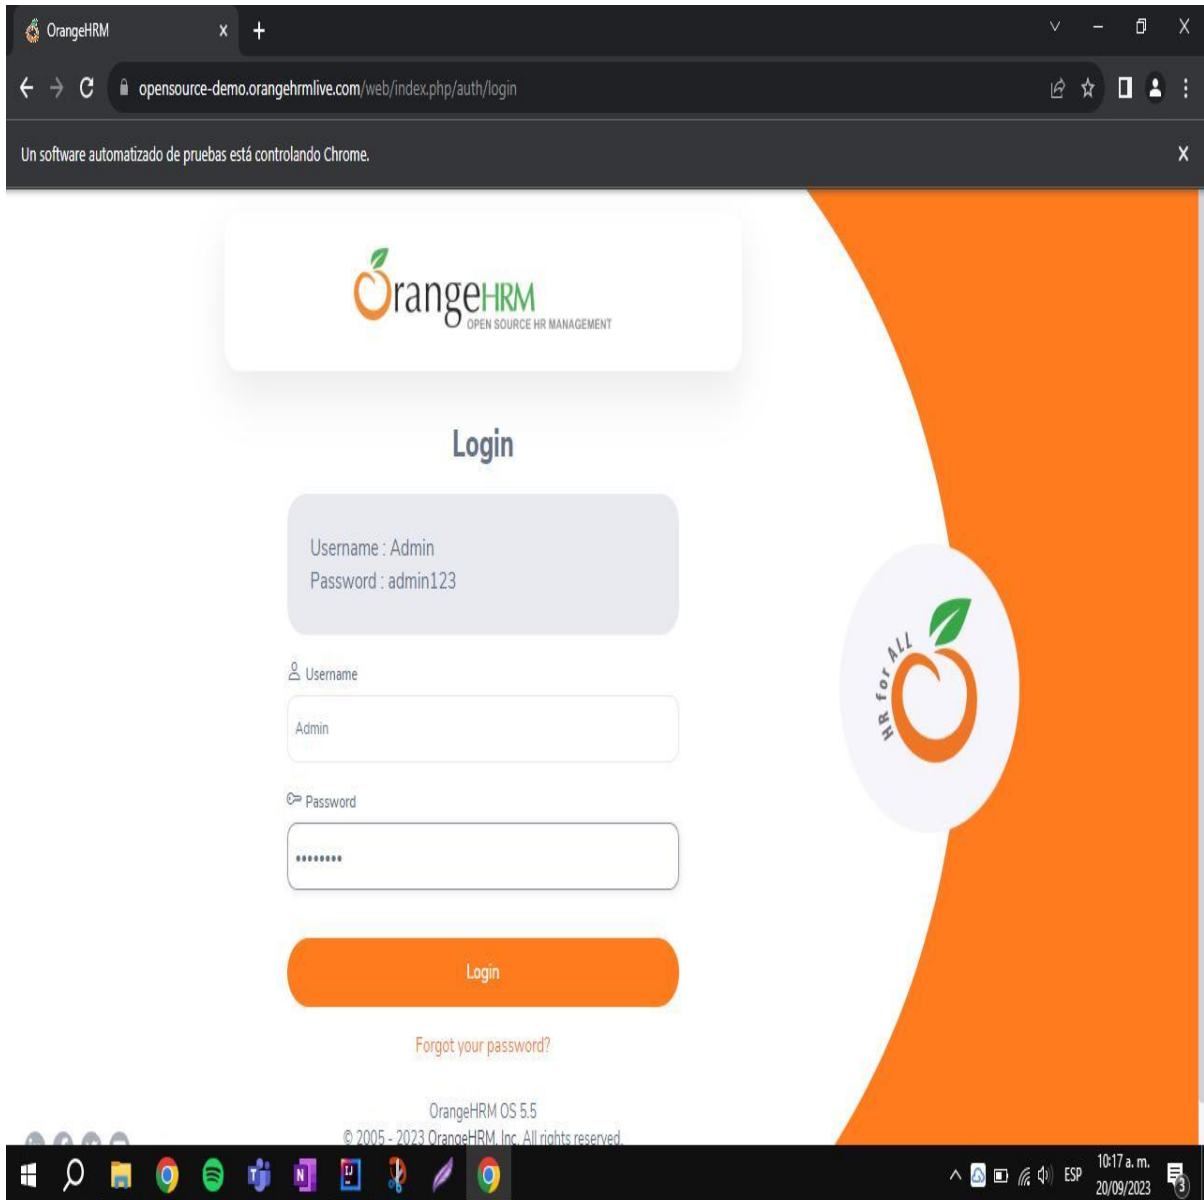 OrangeHRM
opensource-demo.orangehrmlive.com/web/index.php/auth/login
Un software automatizado de pruebas está controlando Chrome.
OrangeHRM
OPEN SOURCE HR MANAGEMENT
Login
Username : Admin
Password : admin123
Username
Admin
Password
••••••••
Login
Forgot your password?
OrangeHRM OS 5.5
© 2005 - 2023 OrangeHRM, Inc. All rights reserved.
HR for ALL
ESP
10:17 a. m.
20/09/2023
3